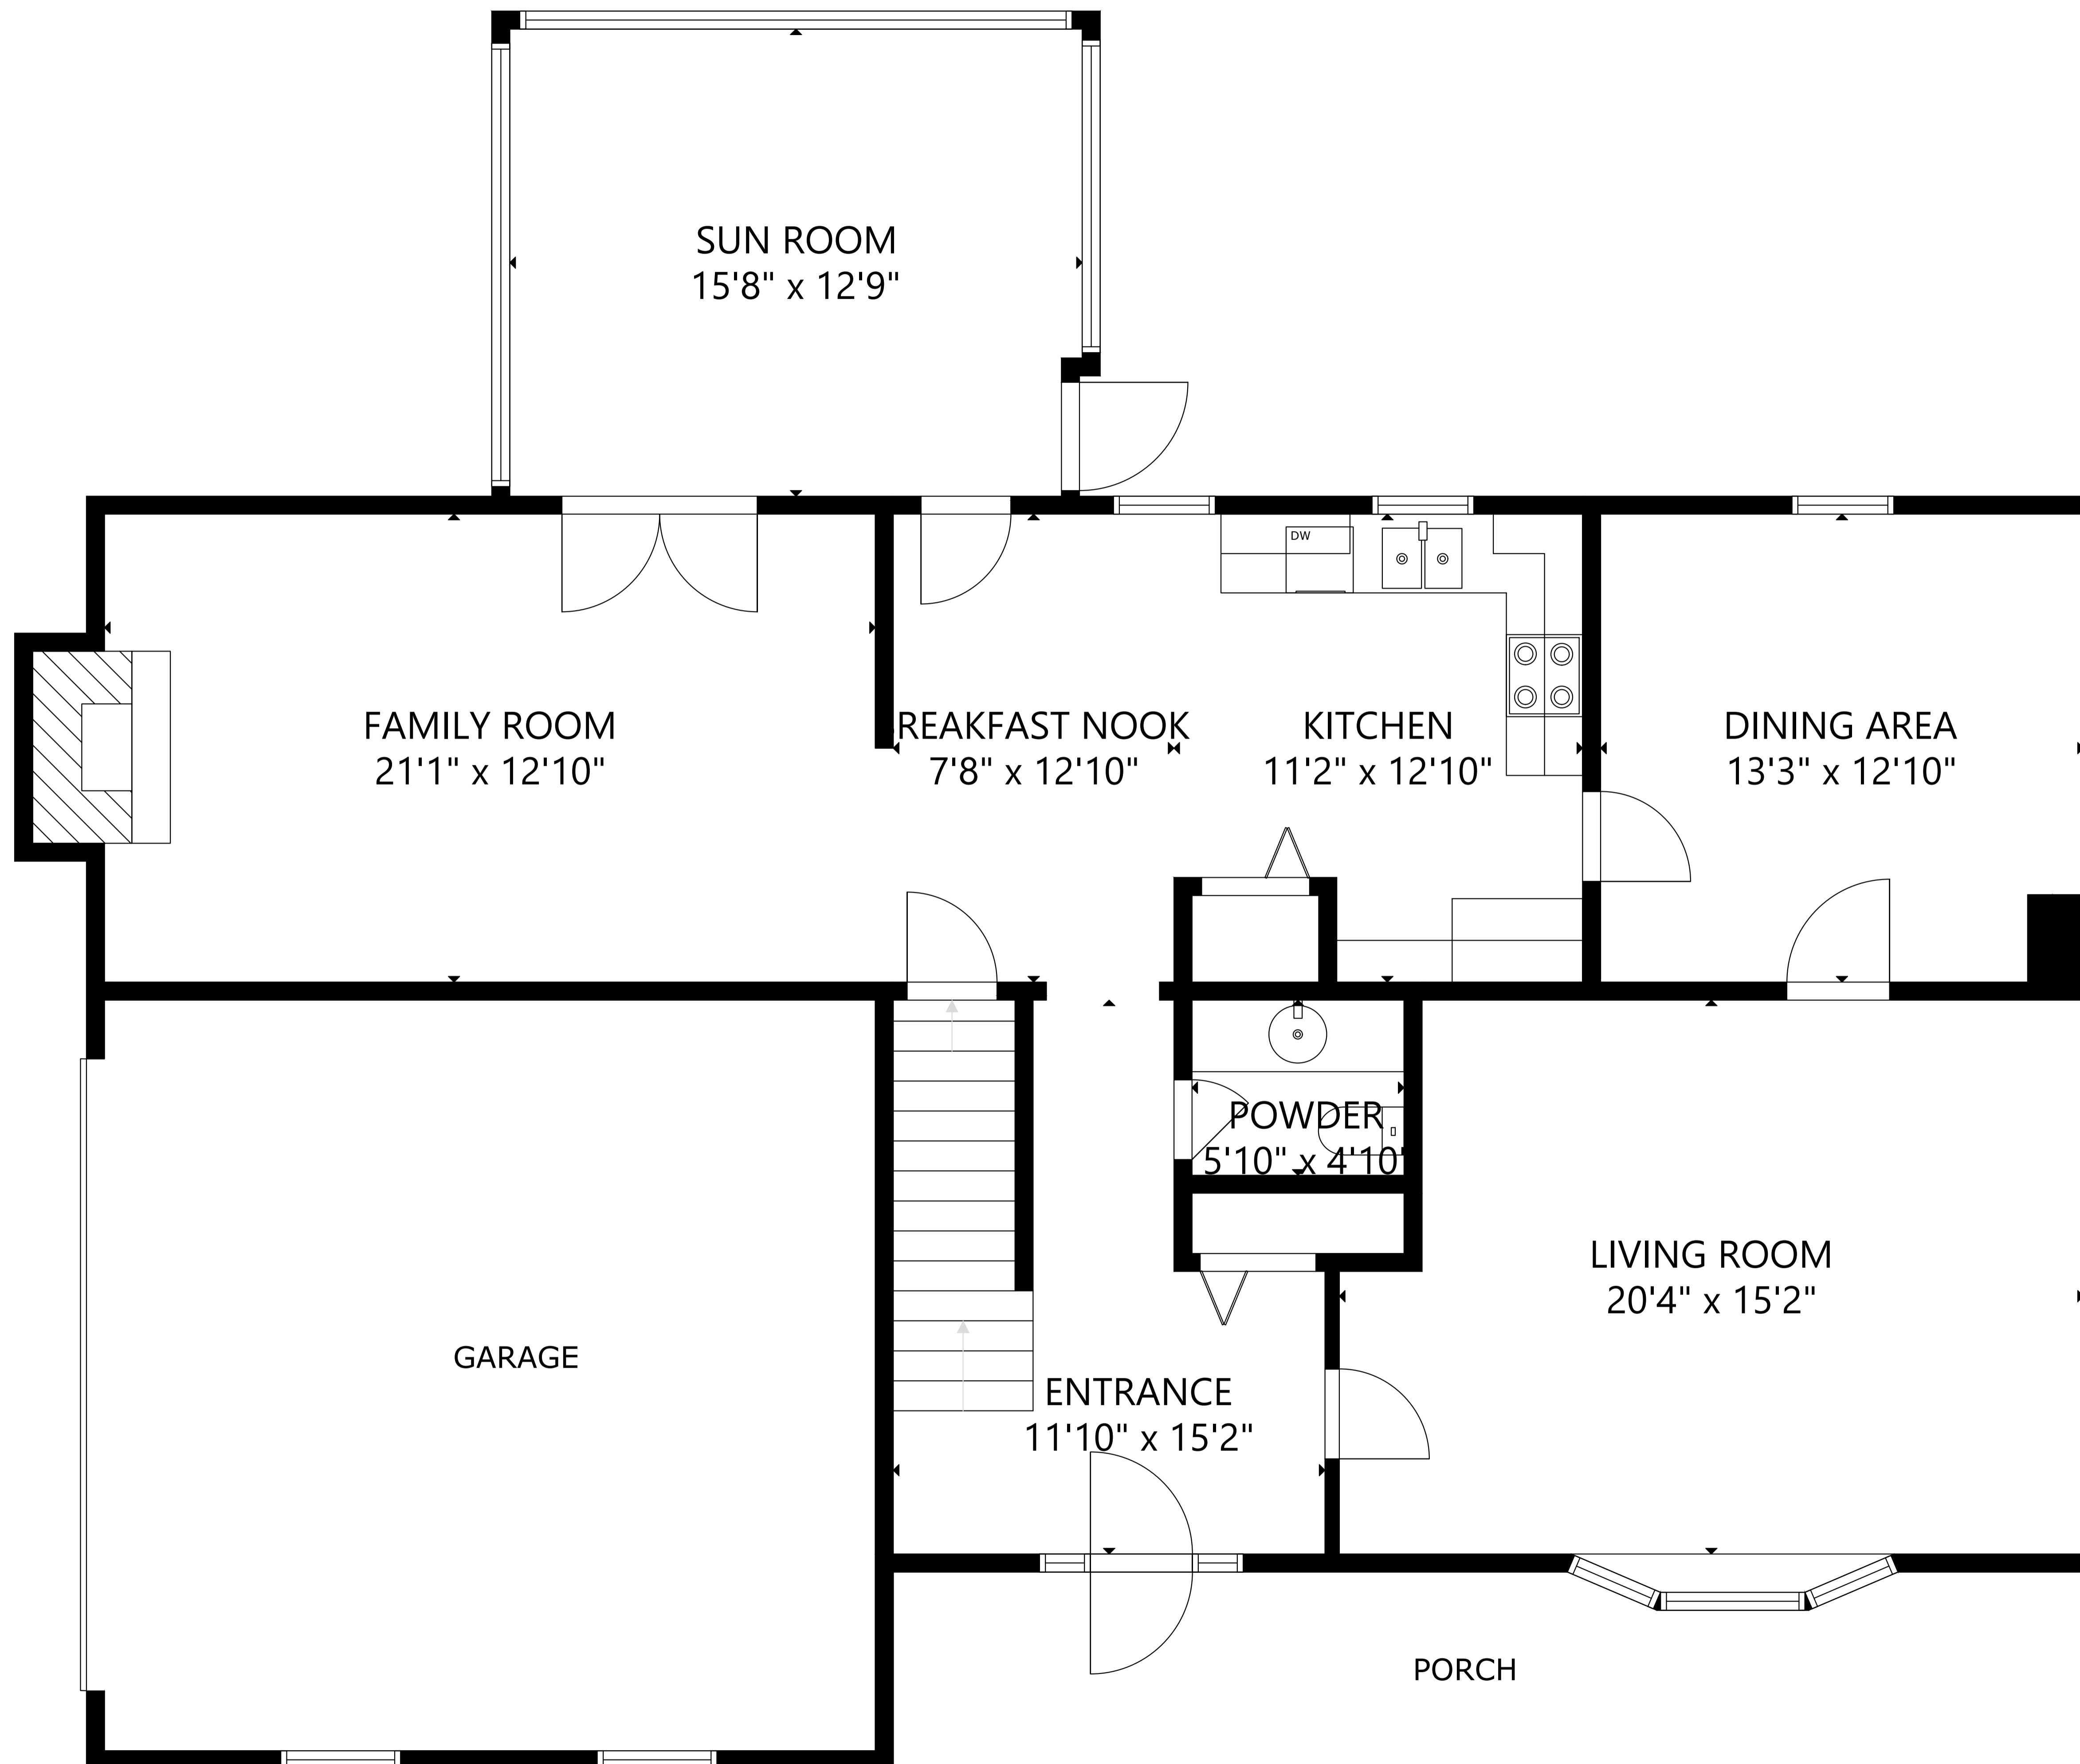 SUN ROOM
15'8" x 12'9"
DW
FAMILY ROOM
21'1" x 12'10"
REAKFAST NOOK
7'8" x 12'10"
KITCHEN
11'2" x 12'10"
DINING AREA
13'3" x 12'10"
POWDER
5'10" x 4'10"
LIVING ROOM
20'4" x 15'2"
GARAGE
ENTRANCE
11'10" x 15'2"
PORCH